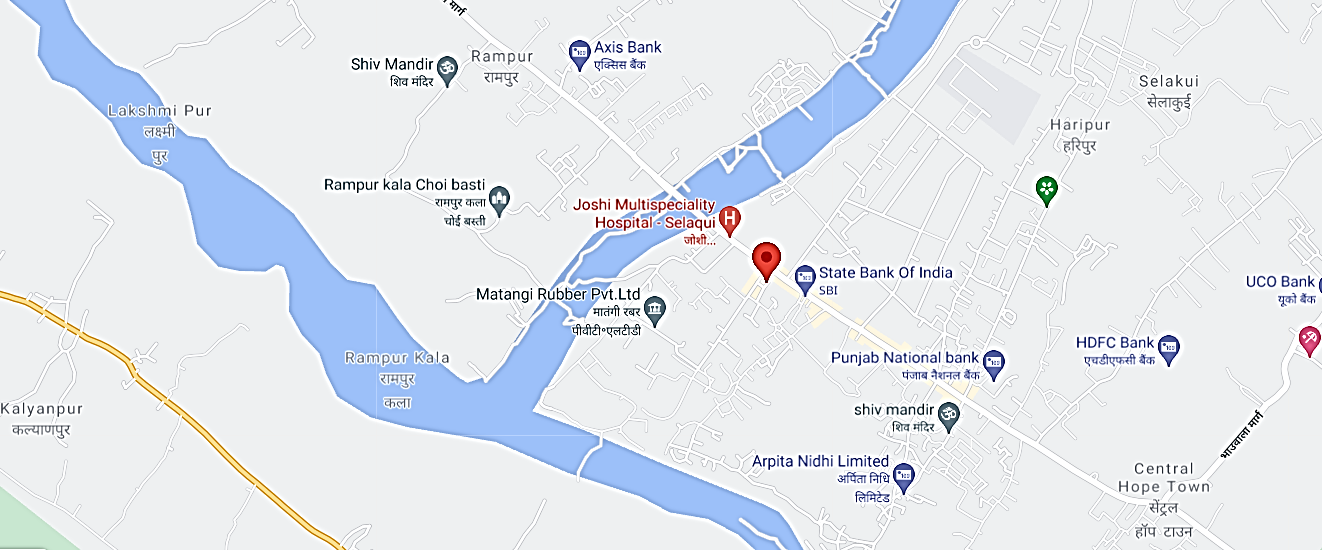 मार्ग
Axis Bank
एक्सिस बैंक
Rampur
रामपुर
Shiv Mandir
शिव मंदिर
Selakui
सेलाकुई
Lakshmi Pur
लक्ष्मी
पुर
Haripur
हरिपुर
Rampur kala Choi basti
रामपुर कला
चोई बस्ती
Joshi Multispeciality
Hospital - Selaqui
जोशी...
H
State Bank Of India
SBI
UCO Bank
यूको बैंक
Matangi Rubber Pvt.Ltd
मातंगी रबर
पीवीटी॰एलटीडी
HDFC Bank
एचडीएफसी बैंक
Rampur Kala
रामपुर
कला
Punjab National bank
पंजाब नैशनल बैंक
Kalyanpur
कल्याणपुर
shiv mandir
शिव मंदिर
भाउवाला मार्ग
Arpita Nidhi Limited
अर्पिता निधि
लिमिटेड
Central
Hope Town
सेंट्रल
हॉप टाउन